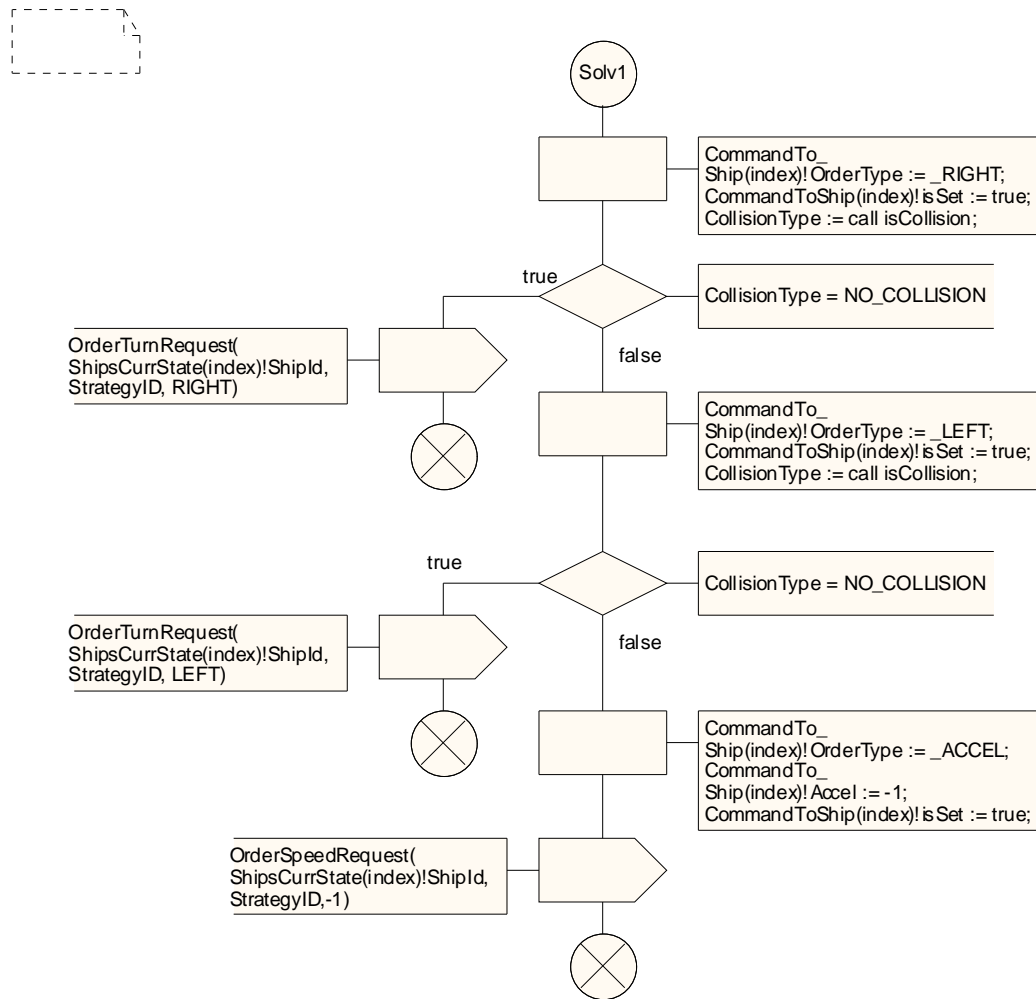 Solv1
CommandTo_
Ship(index)!OrderType := _RIGHT;
CommandToShip(index)!isSet := true;
CollisionType := call isCollision;
true
CollisionType = NO_COLLISION
OrderTurnRequest(
ShipsCurrState(index)!ShipId,
StrategyID, RIGHT)
false
CommandTo_
Ship(index)!OrderType := _LEFT;
CommandToShip(index)!isSet := true;
CollisionType := call isCollision;
true
CollisionType = NO_COLLISION
OrderTurnRequest(
ShipsCurrState(index)!ShipId,
StrategyID, LEFT)
false
CommandTo_
Ship(index)!OrderType := _ACCEL;
CommandTo_
Ship(index)!Accel := -1;
CommandToShip(index)!isSet := true;
OrderSpeedRequest(
ShipsCurrState(index)!ShipId,
StrategyID,-1)